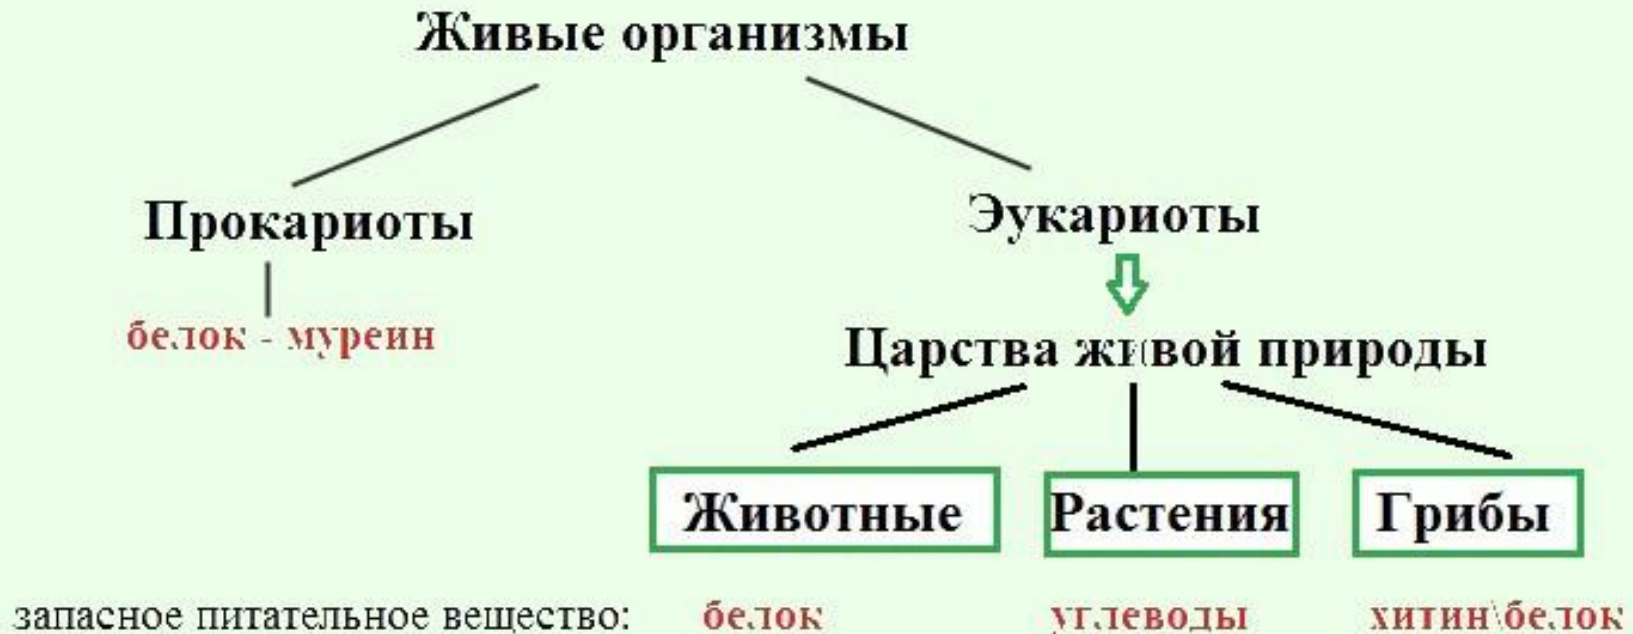 Живые организмы
Прокариоты
Эукариоты
белок - муреин
Царства живой природы
Животные
Растения
Грибы
запасное питательное вещество: белок углеводы хитин\белок